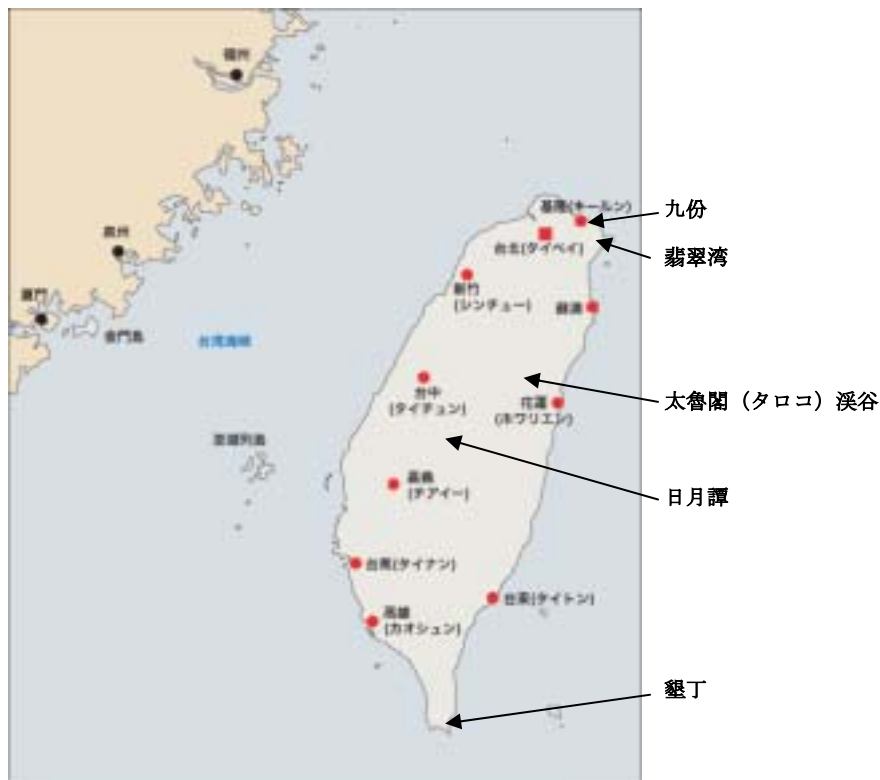 福州
基隆(キールン)
九份
台北(タイペイ)
翡翠湾
泉州
新竹
(シンチュー)
厦門
蘇澳
金門島
台湾海峡
台中
(タイチュン)
花蓮
(ホワリエン)
太魯閣（タロコ）渓谷
澎湖列島
嘉義
(チアイー)
日月譚
台南(タイナン)
台東(タイトン)
高雄
(カオシュン)
墾丁